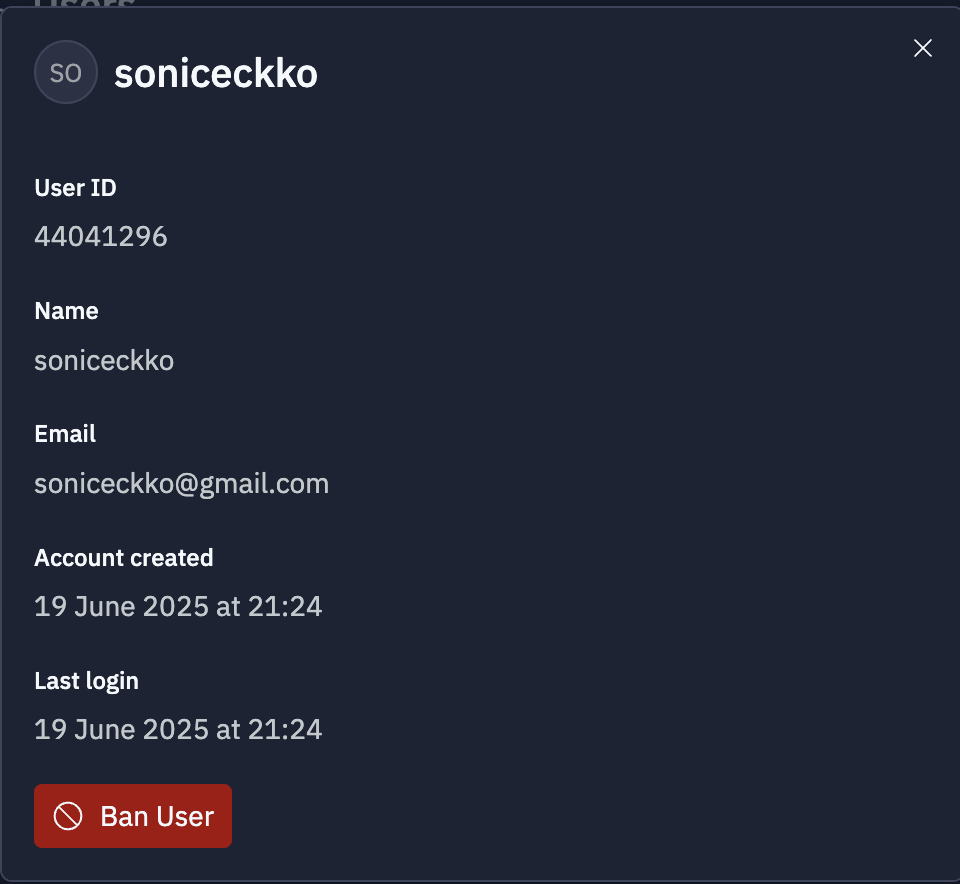 Users
SO
soniceckko
User ID
44041296
Name
soniceckko
Email
soniceckko@gmail.com
Account created
19 June 2025 at 21:24
Last login
19 June 2025 at 21:24
Ban User